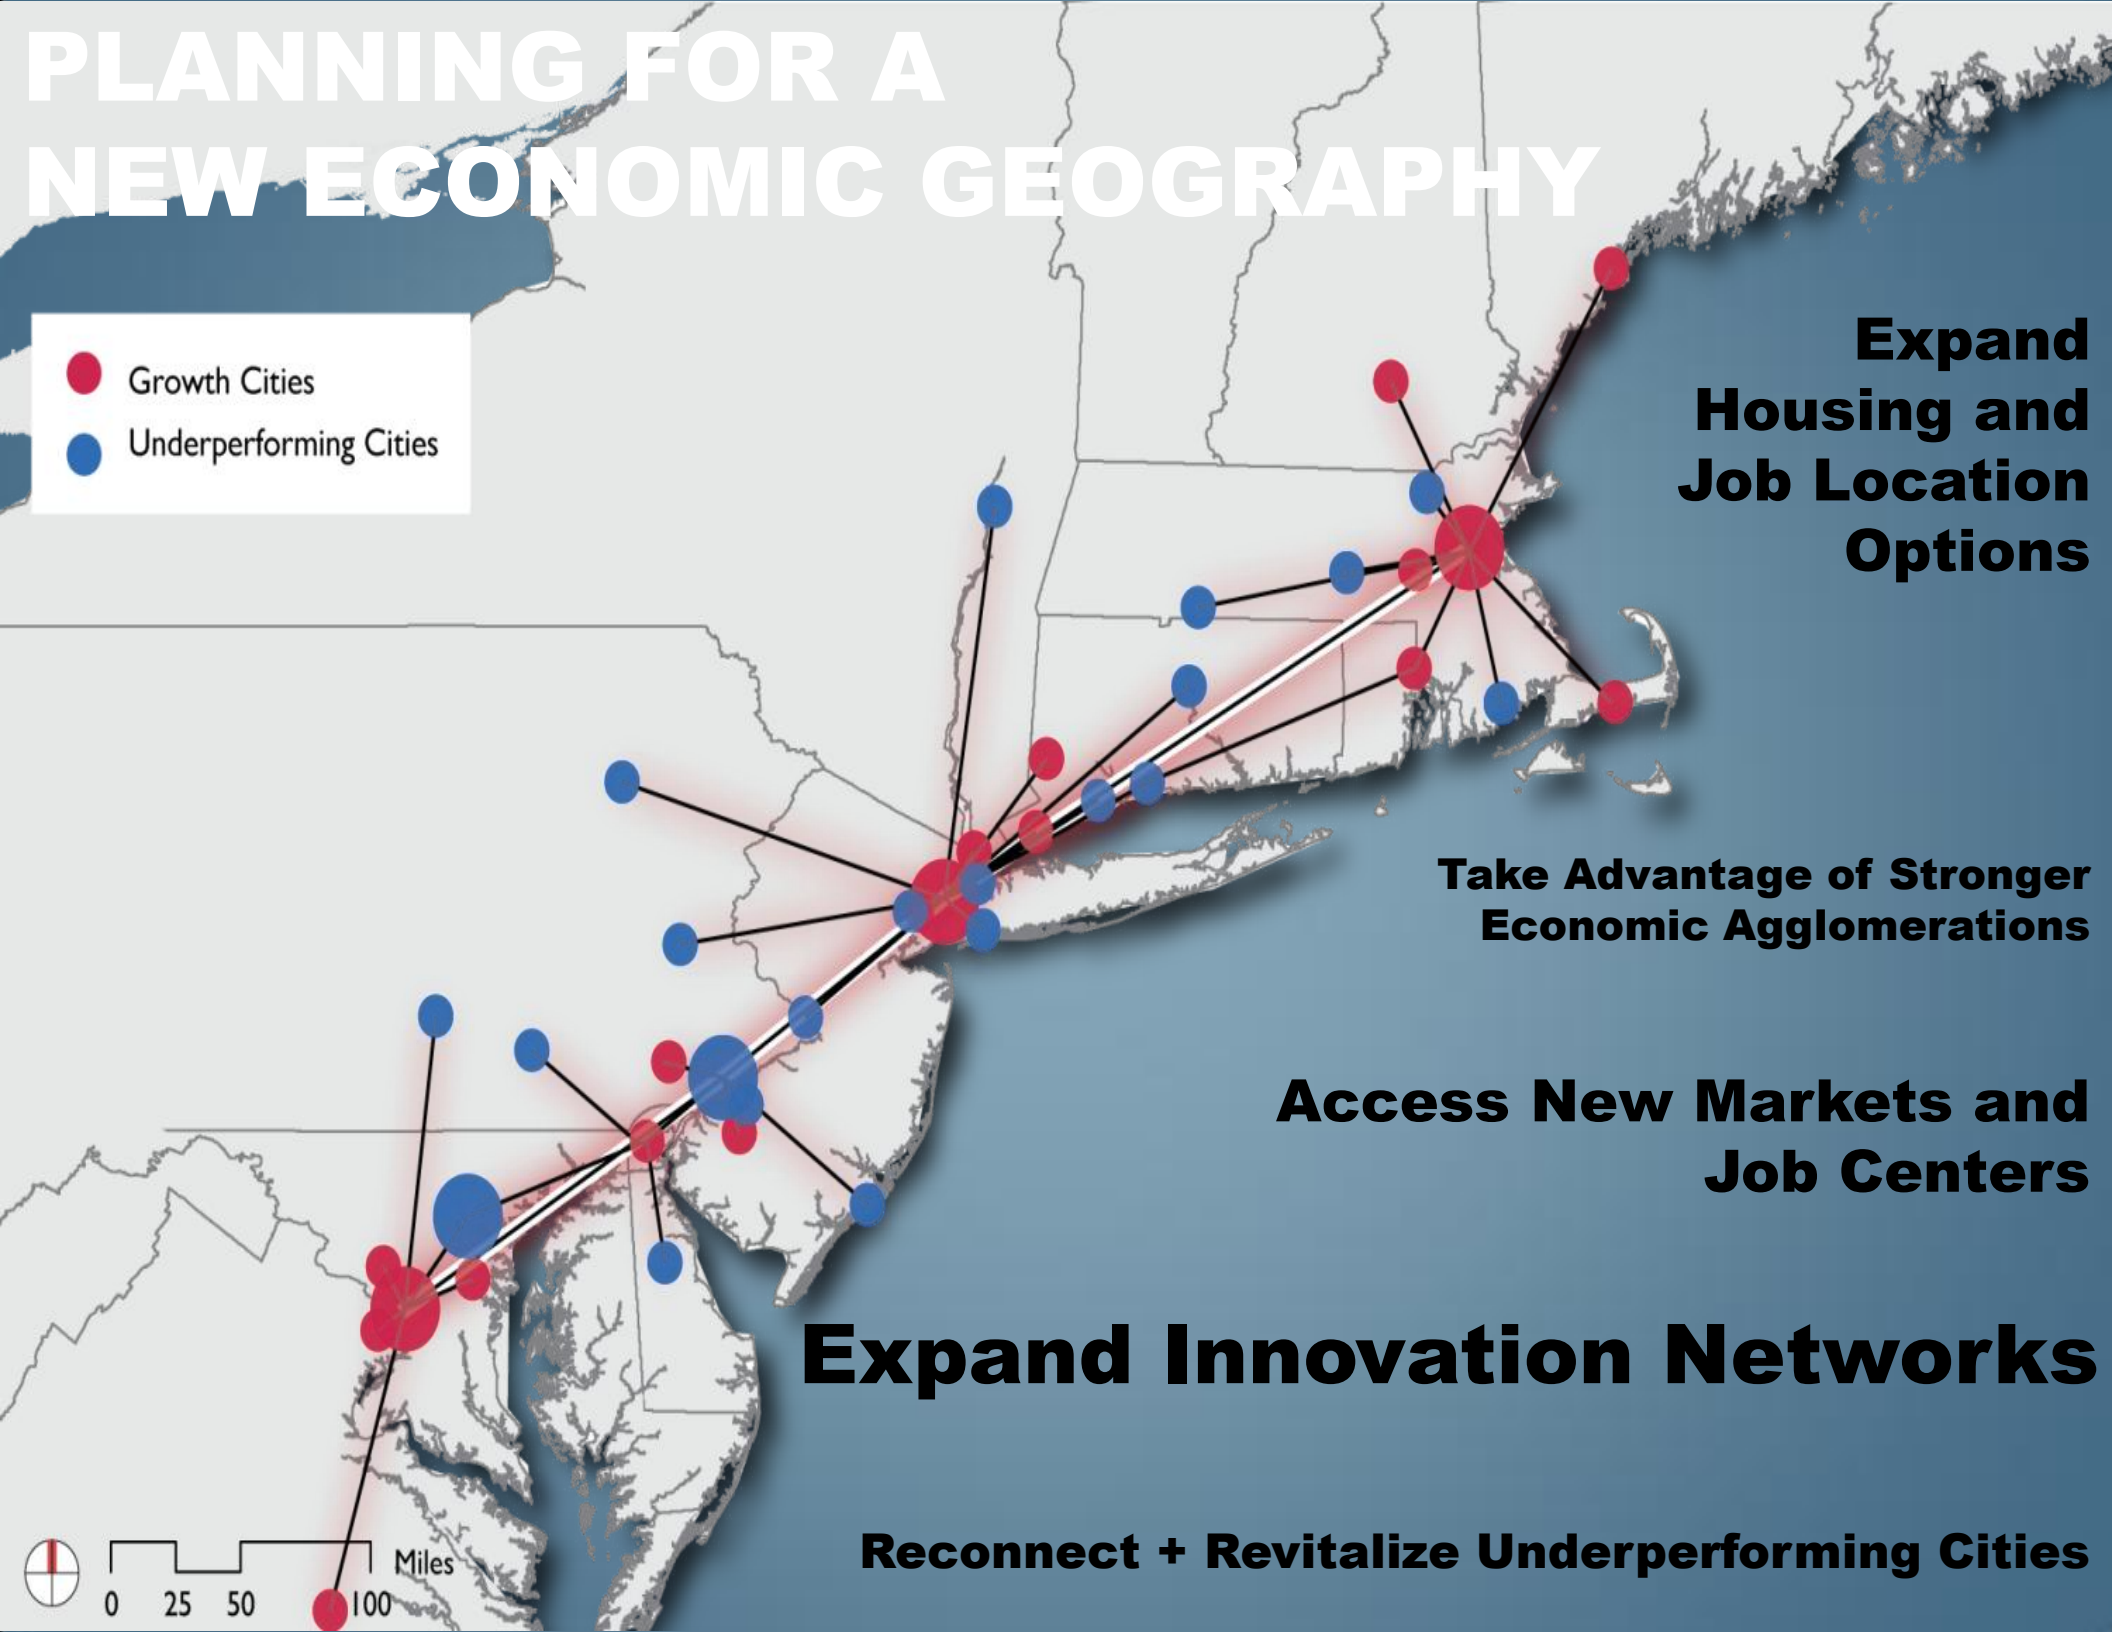 PLANNING FOR A
NEW ECONOMIC GEOGRAPHY
Growth Cities
Underperforming Cities
Expand
Housing and
Job Location
Options
Take Advantage of Stronger
Economic Agglomerations
Access New Markets and
Job Centers
Expand Innovation Networks
Reconnect + Revitalize Underperforming Cities
Miles
0 25 50 100